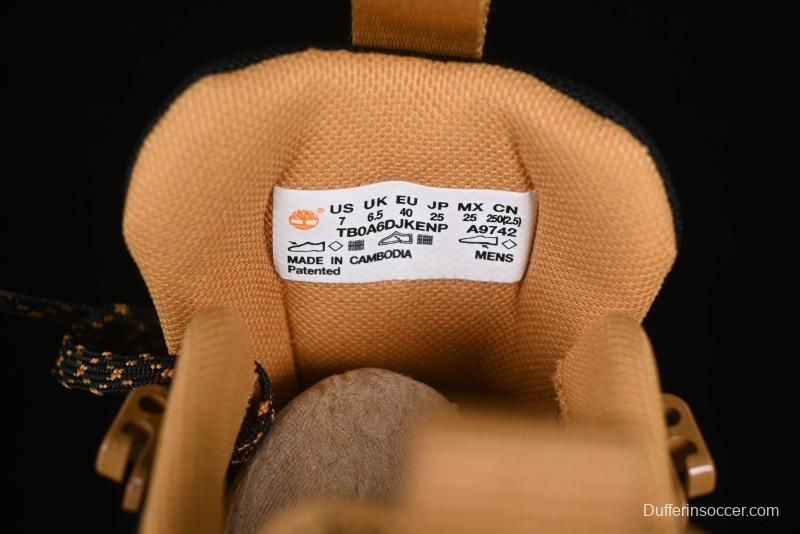 US UK EU JP MX CN
7 6.5 40 25 25 250(2.5)
TB0A6DJKENP A9742
MADE IN CAMBODIA MENS
Patented
Dufferinsoccer.com